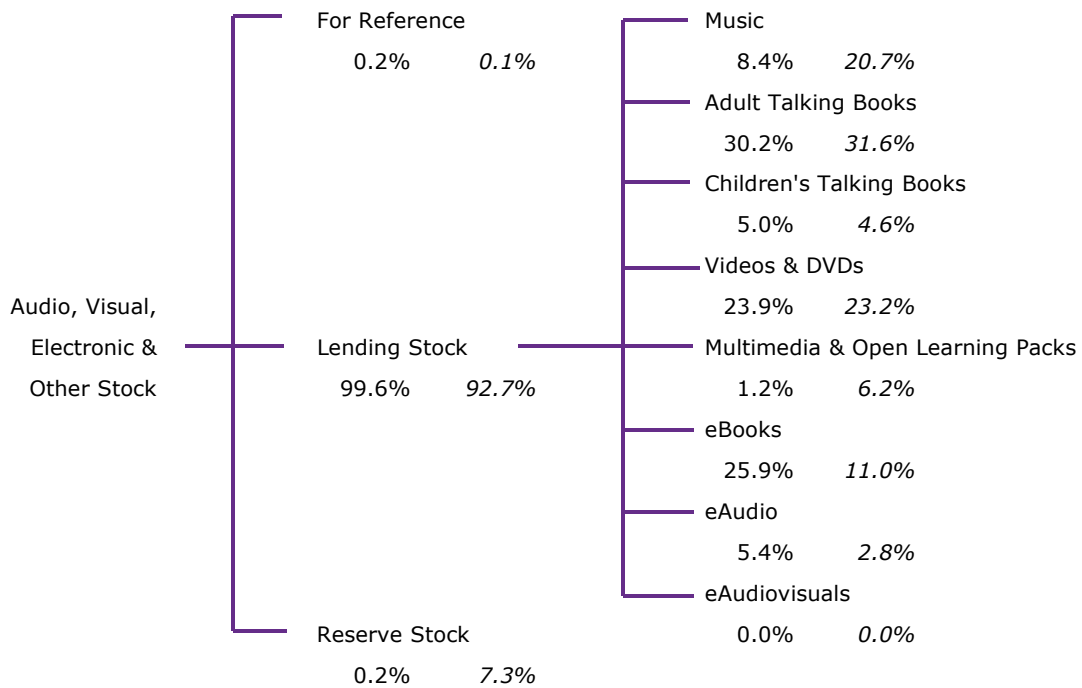 Audio, Visual,
Electronic &
Other Stock
For Reference
0.2% 0.1%
Lending Stock
99.6% 92.7%
Reserve Stock
0.2% 7.3%
Music
8.4% 20.7%
Adult Talking Books
30.2% 31.6%
Children's Talking Books
5.0% 4.6%
Videos & DVDs
23.9% 23.2%
Multimedia & Open Learning Packs
1.2% 6.2%
eBooks
25.9% 11.0%
eAudio
5.4% 2.8%
eAudiovisuals
0.0% 0.0%